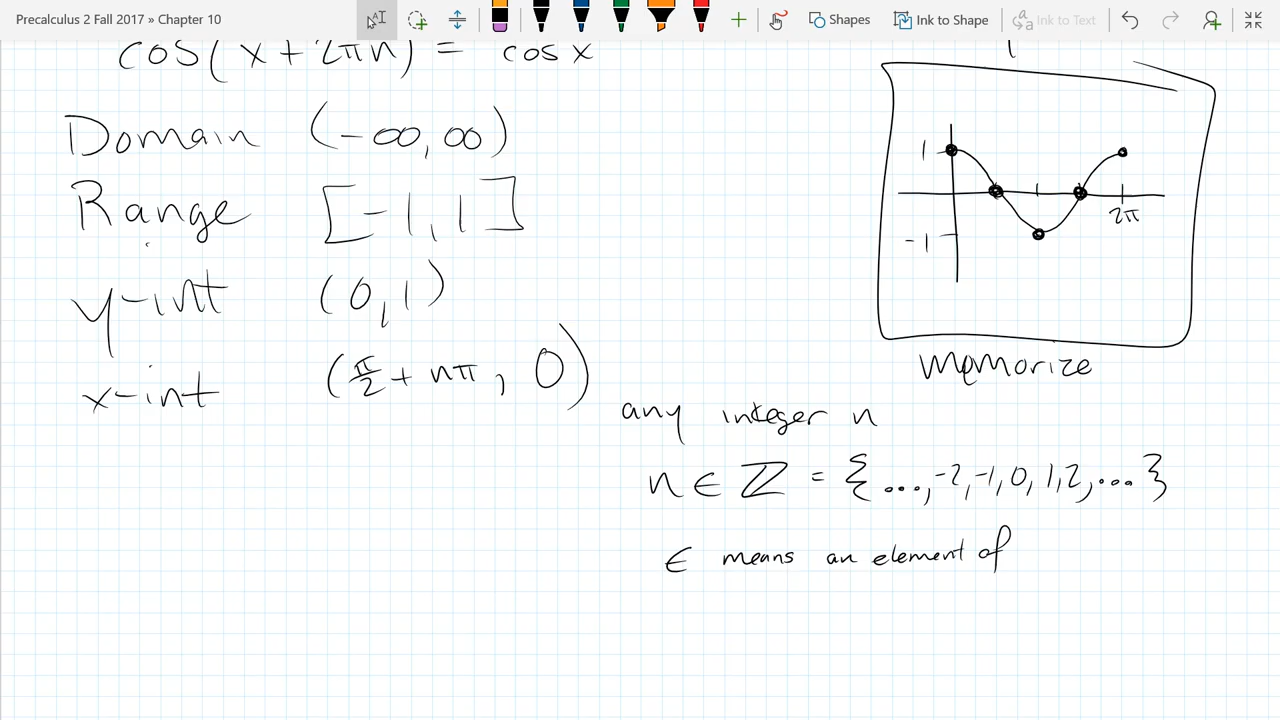 Precalculus 2 Fall 2017 » Chapter 10
Shapes
Ink to Shape
Ink to Text
cos(x+2πn) = cos x
Domain (-∞,∞)
Range [-1,1]
y-int (0,1)
x-int (π/2 + nπ, 0)
1
-1
2π
Memorize
any integer n
n ∈ ℤ = {...,-2,-1,0,1,2,...}
∈ means an element of